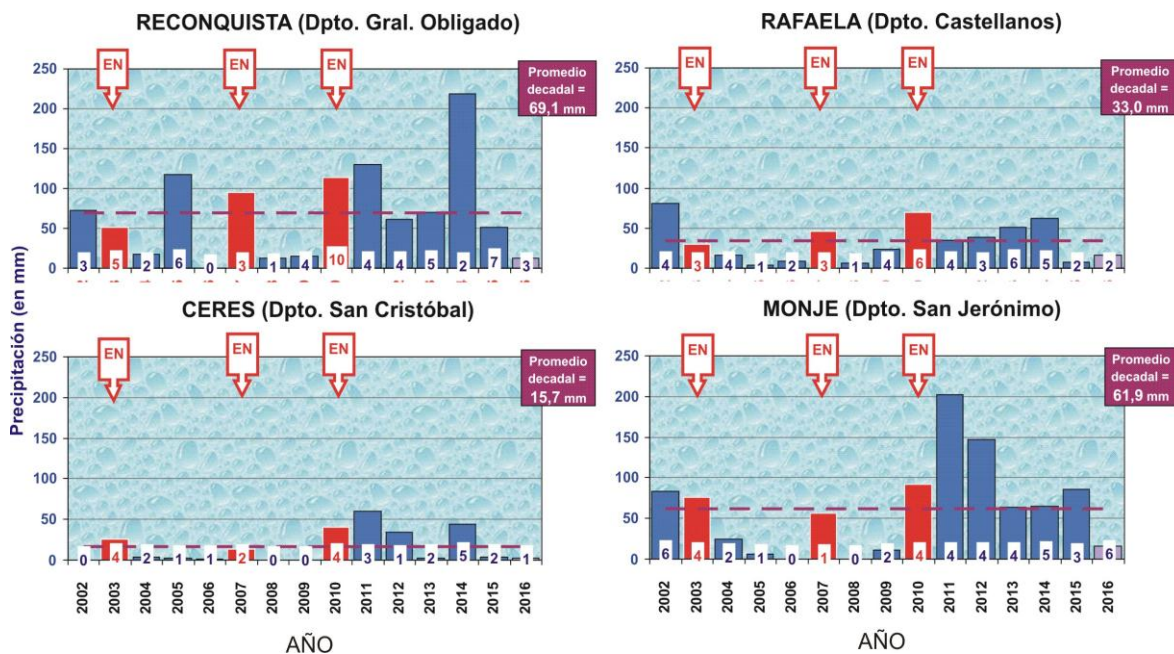 RECONQUISTA (Dpto. Gral. Obligado)
EN EN EN
Promedio
decadal =
69,1 mm
250
200
150
100
50
0
3 5 2 6 0 3 1 4 10 4 4 5 2 7 3
RAFAELA (Dpto. Castellanos)
EN EN EN
Promedio
decadal =
33,0 mm
250
200
150
100
50
0
4 3 4 1 2 3 1 4 6 4 3 6 5 2 2
Precipitación (en mm)
CERES (Dpto. San Cristóbal)
EN EN EN
Promedio
decadal =
15,7 mm
250
200
150
100
50
0
0 4 2 1 1 2 0 0 4 3 1 2 5 2 1
2002 2003 2004 2005 2006 2007 2008 2009 2010 2011 2012 2013 2014 2015 2016
AÑO
MONJE (Dpto. San Jerónimo)
EN EN EN
Promedio
decadal =
61,9 mm
250
200
150
100
50
0
6 4 2 1 0 1 0 2 4 4 4 4 5 3 6
2002 2003 2004 2005 2006 2007 2008 2009 2010 2011 2012 2013 2014 2015 2016
AÑO